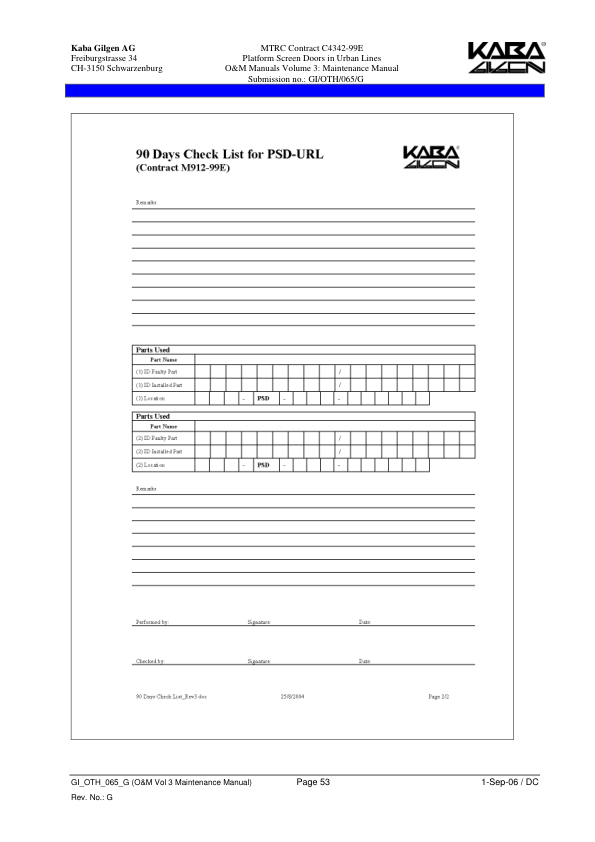 Kaba Gilgen AG
Freiburgstrasse 34
CH-3150 Schwarzenburg
MTRC Contract C4342-99E
Platform Screen Doors in Urban Lines
O&M Manuals Volume 3: Maintenance Manual
Submission no.: GI/OTH/065/G
KABA
GILGEN
90 Days Check List for PSD-URL
(Contract M912-99E)
KABA
GILGEN
Remarks
Parts Used
Part Name
(1) ID Faulty Part /
(1) ID Installed Part /
(1) Location - PSD - -
Parts Used
Part Name
(2) ID Faulty Part /
(2) ID Installed Part /
(2) Location - PSD - -
Remarks
Performed by: Signature Date
Checked by: Signature Date
90 Days Check List_Rev3.doc 25/8/2004 Page 2/2
GI_OTH_065_G (O&M Vol 3 Maintenance Manual) Page 53 1-Sep-06 / DC
Rev. No.: G